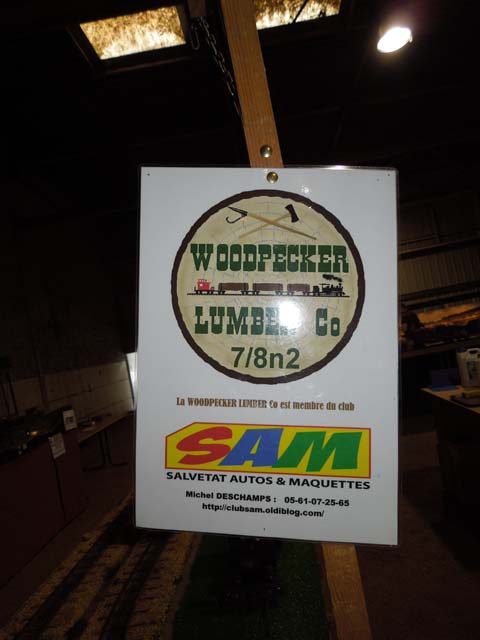 WOODPECKER
LUMBER Co
7/8n2
La WOODPECKER LUMBER Co est membre du club
SAM
SALVETAT AUTOS & MAQUETTES
Michel DESCHAMPS : 05-61-07-25-65
http://clubsam.oldiblog.com/